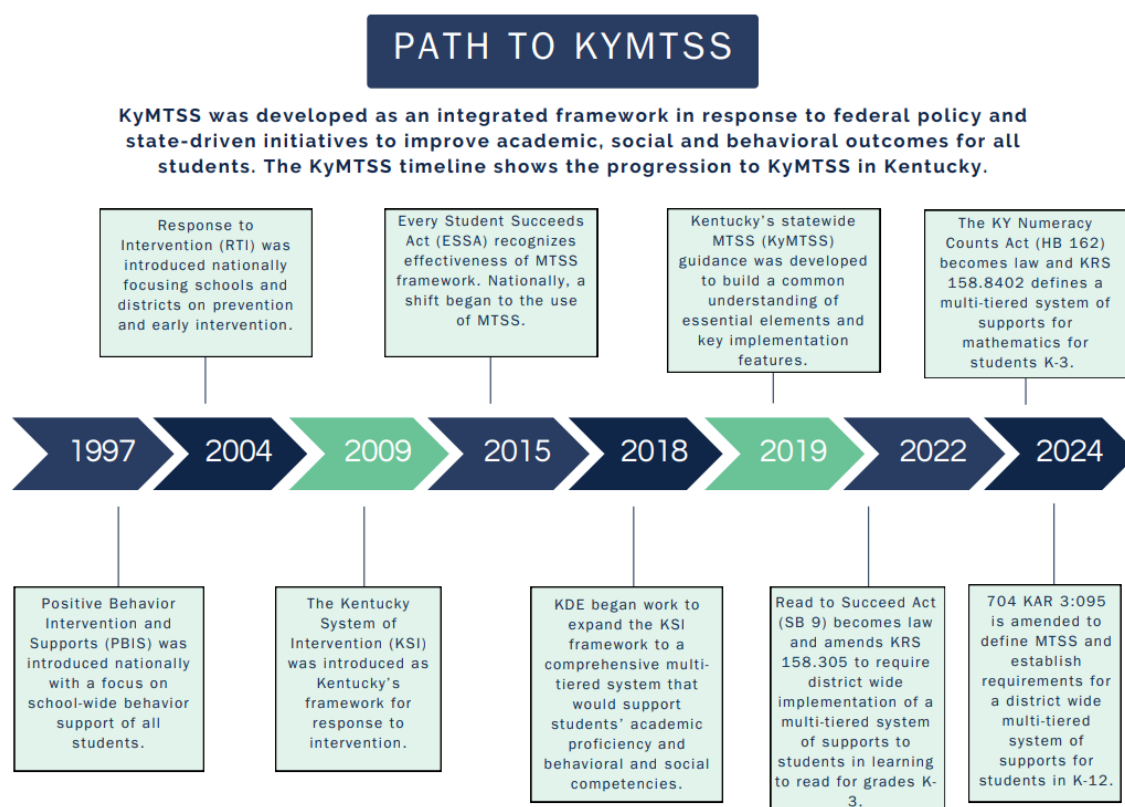 PATH TO KYMTSS
KyMTSS was developed as an integrated framework in response to federal policy and
state-driven initiatives to improve academic, social and behavioral outcomes for all
students. The KyMTSS timeline shows the progression to KyMTSS in Kentucky.
Response to
Intervention (RTI) was
introduced nationally
focusing schools and
districts on prevention
and early intervention.
Every Student Succeeds
Act (ESSA) recognizes
effectiveness of MTSS
framework. Nationally, a
shift began to the use
of MTSS.
Kentucky's statewide
MTSS (KyMTSS)
guidance was developed
to build a common
understanding of
essential elements and
key implementation
features.
The KY Numeracy
Counts Act (HB 162)
becomes law and KRS
158.8402 defines a
multi-tiered system of
supports for
mathematics for
students K-3.
1997
2004
2009
2015
2018
2019
2022
2024
Positive Behavior
Intervention and
Supports (PBIS) was
introduced nationally
with a focus on
school-wide behavior
support of all
students.
The Kentucky
System of
Intervention (KSI)
was introduced as
Kentucky's
framework for
response to
intervention.
KDE began work to
expand the KSI
framework to a
comprehensive multi-
tiered system that
would support
students' academic
proficiency and
behavioral and social
competencies.
Read to Succeed Act
(SB 9) becomes law
and amends KRS
158.305 to require
district wide
implementation of a
multi-tiered system
of supports to
students in learning
to read for grades K-
3.
704 KAR 3:095
is amended to
define MTSS and
establish
requirements for
a district wide
multi-tiered
system of
supports for
students in K-12.